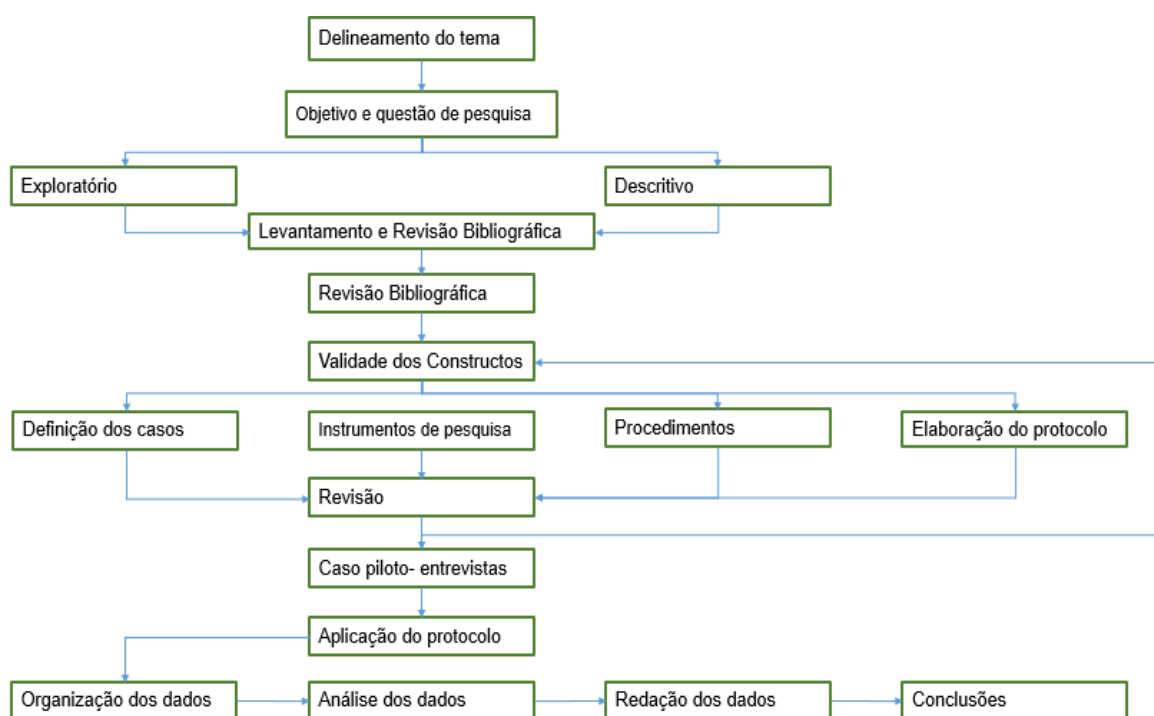 Delineamento do tema
Objetivo e questão de pesquisa
Exploratório
Descritivo
Levantamento e Revisão Bibliográfica
Revisão Bibliográfica
Validade dos Constructos
Definição dos casos
Instrumentos de pesquisa
Procedimentos
Elaboração do protocolo
Revisão
Caso piloto- entrevistas
Aplicação do protocolo
Organização dos dados
Análise dos dados
Redação dos dados
Conclusões